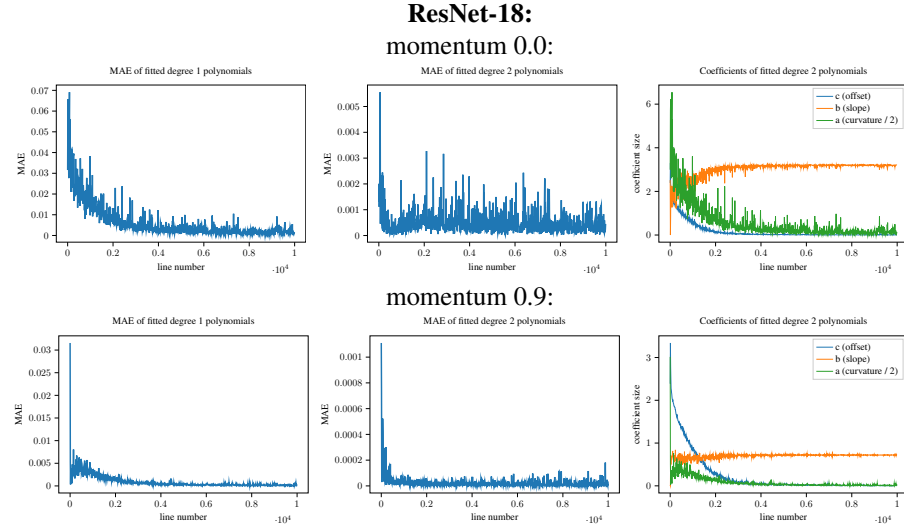 ResNet-18:
momentum 0.0:
MAE of fitted degree 1 polynomials
0.07
0.06
0.05
0.04
0.03
0.02
0.01
0
MAE
0 0.2 0.4 0.6 0.8 1
line number
·10⁴
MAE of fitted degree 2 polynomials
0.005
0.004
0.003
0.002
0.001
0
MAE
0 0.2 0.4 0.6 0.8 1
line number
·10⁴
Coefficients of fitted degree 2 polynomials
c (offset)
b (slope)
a (curvature / 2)
6
4
2
0
coefficient size
0 0.2 0.4 0.6 0.8 1
line number
·10⁴
momentum 0.9:
MAE of fitted degree 1 polynomials
0.03
0.025
0.02
0.015
0.01
0.005
0
MAE
0 0.2 0.4 0.6 0.8 1
line number
·10⁴
MAE of fitted degree 2 polynomials
0.001
0.0008
0.0006
0.0004
0.0002
0
MAE
0 0.2 0.4 0.6 0.8 1
line number
·10⁴
Coefficients of fitted degree 2 polynomials
c (offset)
b (slope)
a (curvature / 2)
3
2
1
0
coefficient size
0 0.2 0.4 0.6 0.8 1
line number
·10⁴